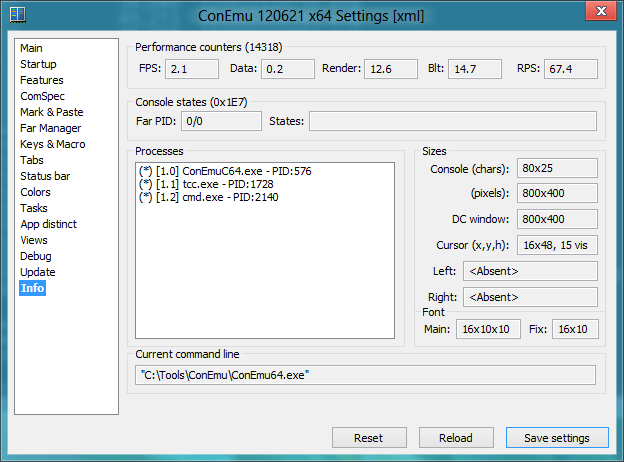 ConEmu 120621 x64 Settings [xml]
Main
Startup
Features
ComSpec
Mark & Paste
Far Manager
Keys & Macro
Tabs
Status bar
Colors
Tasks
App distinct
Views
Debug
Update
Info
Performance counters (14318)
FPS: 2.1 Data: 0.2 Render: 12.6 Blt: 14.7 RPS: 67.4
Console states (0x1E7)
Far PID: 0/0 States:
Processes
(*) [1.0] ConEmuC64.exe - PID:576
(*) [1.1] tcc.exe - PID:1728
(*) [1.2] cmd.exe - PID:2140
Sizes
Console (chars): 80x25
(pixels): 800x400
DC window: 800x400
Cursor (x,y,h): 16x48, 15 vis
Left: <Absent>
Right: <Absent>
Font
Main: 16x10x10 Fix: 16x10
Current command line
"C:\Tools\ConEmu\ConEmu64.exe"
Reset Reload Save settings